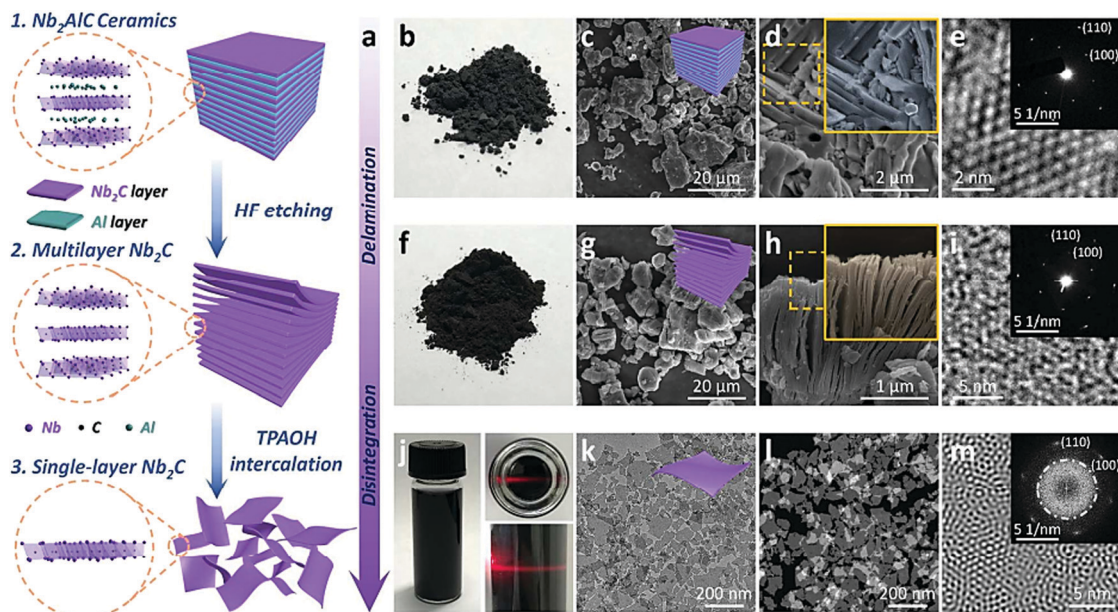 1. Nb₂AlC Ceramics
Nb₂C layer
Al layer
HF etching
2. Multilayer Nb₂C
Nb C Al
TPAOH
intercalation
3. Single-layer Nb₂C
a
Delamination
Disintegration
b
c
20 μm
d
2 μm
e
(110)
(100)
5 1/nm
2 nm
f
g
20 μm
h
1 μm
i
(110)
(100)
5 1/nm
5 nm
j
k
200 nm
l
200 nm
m
(110)
(100)
5 1/nm
5 nm